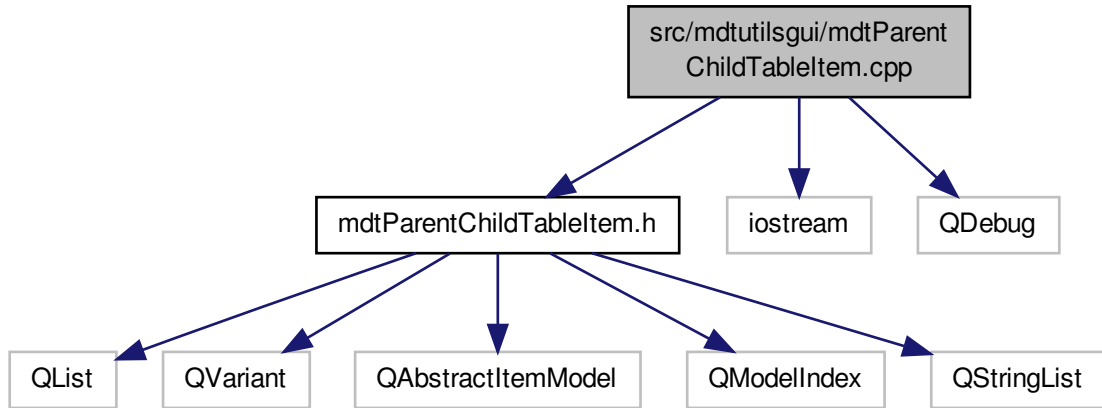 src/mdtutilsgui/mdtParent
ChildTableItem.cpp
mdtParentChildTableItem.h
iostream
QDebug
QList
QVariant
QAbstractItemModel
QModelIndex
QStringList